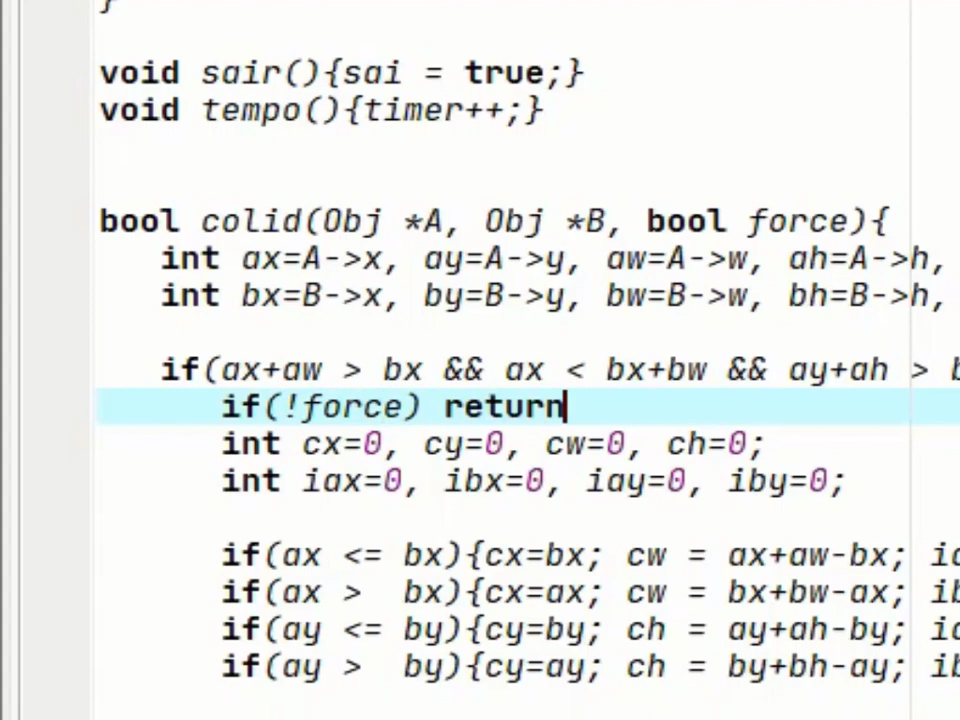 }
void sair(){sai = true;}
void tempo(){timer++;}
bool colid(Obj *A, Obj *B, bool force){
int ax=A->x, ay=A->y, aw=A->w, ah=A->h,
int bx=B->x, by=B->y, bw=B->w, bh=B->h,
if(ax+aw > bx && ax < bx+bw && ay+ah >
if(!force) return
int cx=0, cy=0, cw=0, ch=0;
int iax=0, ibx=0, iay=0, iby=0;
if(ax <= bx){cx=bx; cw = ax+aw-bx;
if(ax >  bx){cx=ax; cw = bx+bw-ax;
if(ay <= by){cy=by; ch = ay+ah-by;
if(ay >  by){cy=ay; ch = by+bh-ay;